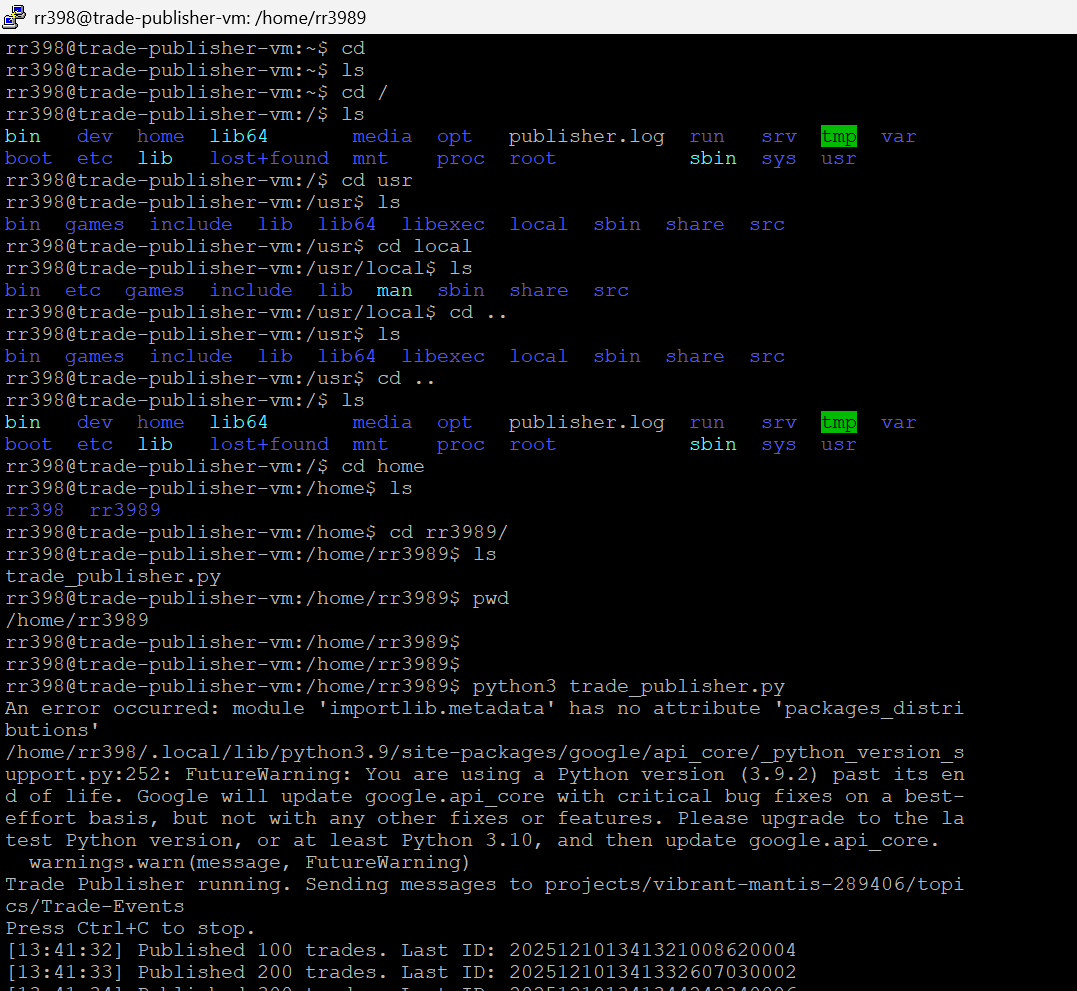 rr398@trade-publisher-vm: /home/rr3989
rr398@trade-publisher-vm:~$ cd
rr398@trade-publisher-vm:~$ ls
rr398@trade-publisher-vm:~$ cd /
rr398@trade-publisher-vm:/$ ls
bin dev home lib64 media opt publisher.log run srv tmp var
boot etc lib lost+found mnt proc root sbin sys usr
rr398@trade-publisher-vm:/$ cd usr
rr398@trade-publisher-vm:/usr$ ls
bin games include lib lib64 libexec local sbin share src
rr398@trade-publisher-vm:/usr$ cd local
rr398@trade-publisher-vm:/usr/local$ ls
bin etc games include lib man sbin share src
rr398@trade-publisher-vm:/usr/local$ cd ..
rr398@trade-publisher-vm:/usr$ ls
bin games include lib lib64 libexec local sbin share src
rr398@trade-publisher-vm:/usr$ cd ..
rr398@trade-publisher-vm:/$ ls
bin dev home lib64 media opt publisher.log run srv tmp var
boot etc lib lost+found mnt proc root sbin sys usr
rr398@trade-publisher-vm:/$ cd home
rr398@trade-publisher-vm:/home$ ls
rr398 rr3989
rr398@trade-publisher-vm:/home$ cd rr3989/
rr398@trade-publisher-vm:/home/rr3989$ ls
trade_publisher.py
rr398@trade-publisher-vm:/home/rr3989$ pwd
/home/rr3989
rr398@trade-publisher-vm:/home/rr3989$
rr398@trade-publisher-vm:/home/rr3989$
rr398@trade-publisher-vm:/home/rr3989$ python3 trade_publisher.py
An error occurred: module 'importlib.metadata' has no attribute 'packages_distri
butions'
/home/rr398/.local/lib/python3.9/site-packages/google/api_core/_python_version_s
upport.py:252: FutureWarning: You are using a Python version (3.9.2) past its en
d of life. Google will update google.api_core with critical bug fixes on a best-
effort basis, but not with any other fixes or features. Please upgrade to the la
test Python version, or at least Python 3.10, and then update google.api_core.
warnings.warn(message, FutureWarning)
Trade Publisher running. Sending messages to projects/vibrant-mantis-289406/topi
cs/Trade-Events
Press Ctrl+C to stop.
[13:41:32] Published 100 trades. Last ID: 202512101341321008620004
[13:41:33] Published 200 trades. Last ID: 202512101341332607030002